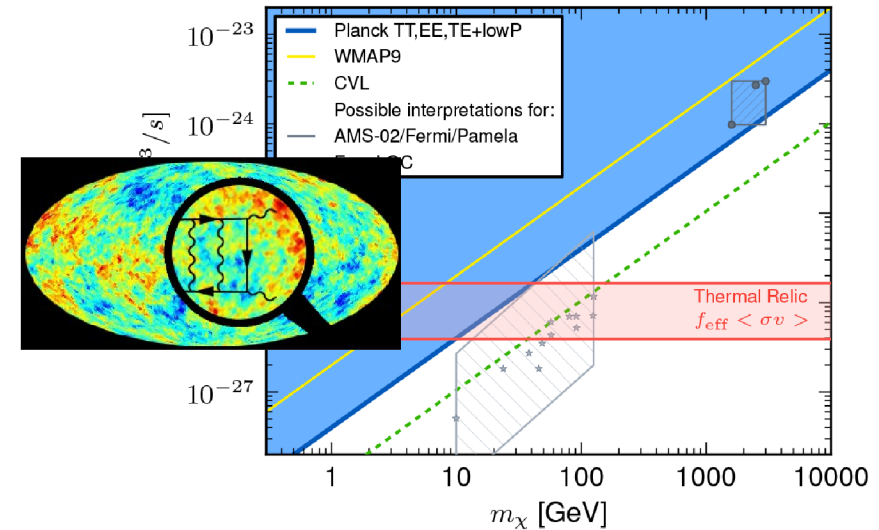 10⁻²³
10⁻²⁴
10⁻²⁷
³/s]
Planck TT,EE,TE+lowP
WMAP9
CVL
Possible interpretations for:
AMS-02/Fermi/Pamela
Thermal Relic
f_eff < σv >
1 10 100 1000 10000
m_χ [GeV]